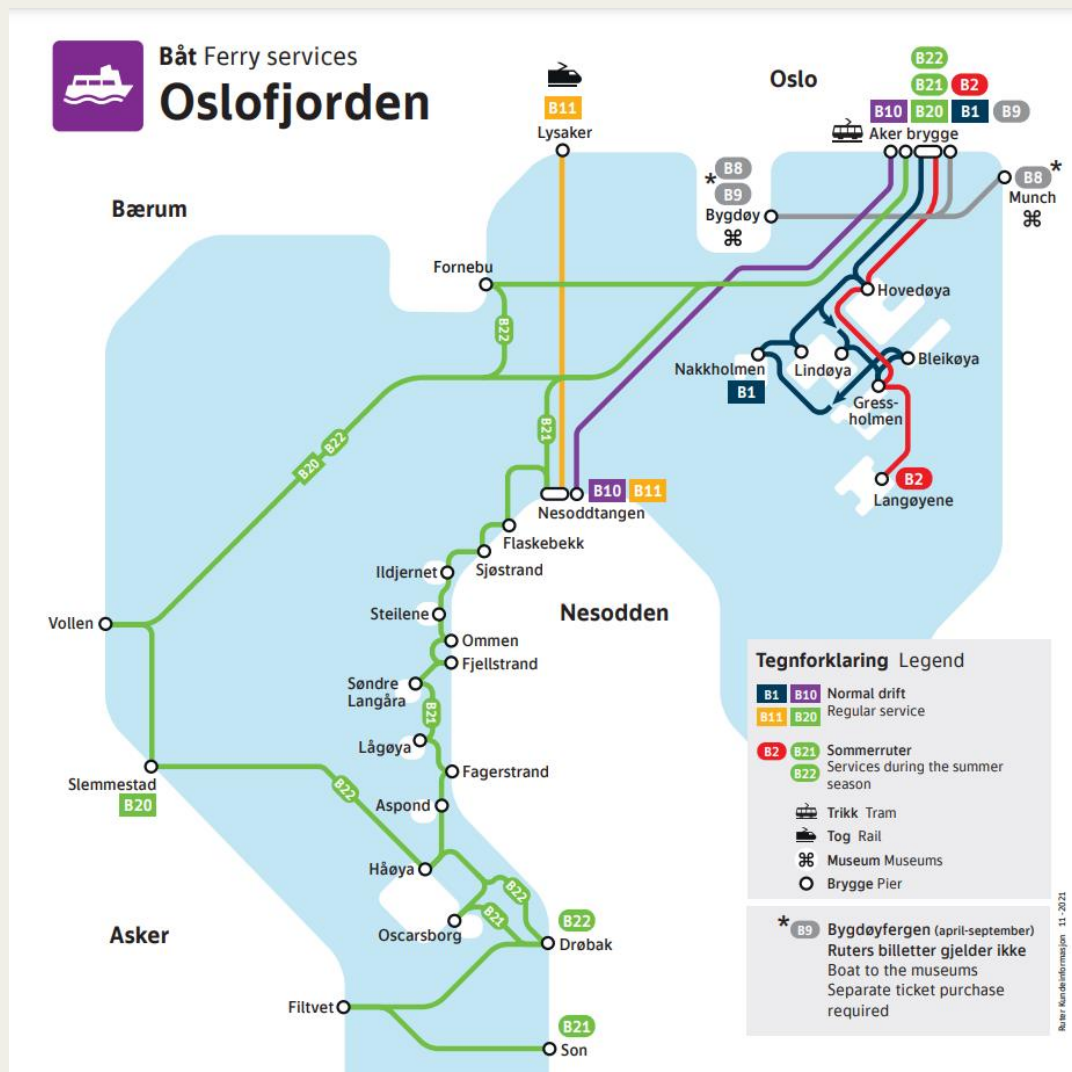 Båt Ferry services
Oslofjorden
B11
Lysaker
Oslo
B22
B21 B2
B10 B20 B1 B9
Aker brygge
* B8
B9
Bygdøy
B8 *
Munch
Bærum
Fornebu
B22
Hovedøya
Nakkholmen
B1
Lindøya
Bleikøya
Gress-
holmen
B2
Langøyene
B20 B22
B21
B10 B11
Nesoddtangen
Flaskebekk
Sjøstrand
Ildjernet
Steilene
Nesodden
Vollen
Ommen
Fjellstrand
Søndre
Langåra
B21
Lågøya
Fagerstrand
Slemmestad
B20
B22
Aspond
Håøya
B22
B21
Oscarsborg
B22
Drøbak
Asker
Filtvet
B21
Son
Tegnforklaring Legend
B1 B10 Normal drift
B11 B20 Regular service
B2 B21 Sommerruter
B22 Services during the summer
season
Trikk Tram
Tog Rail
Museum Museums
Brygge Pier
* B9 Bygdøyfergen (april-september)
Ruters billetter gjelder ikke
Boat to the museums
Separate ticket purchase
required
Ruter Kundeinformasjon 11-2021